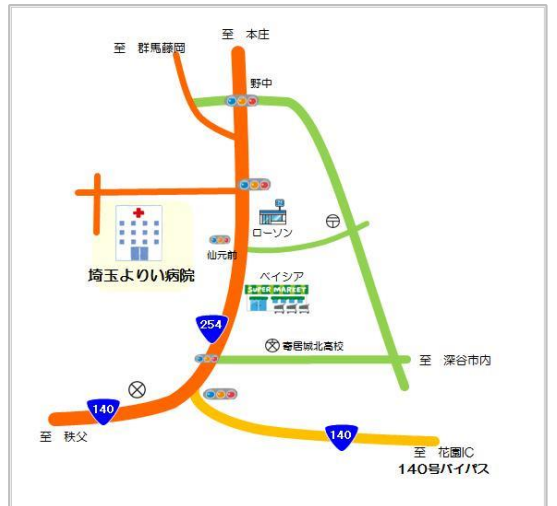 至 本庄
至 群馬藤岡
野中
ローソン
仙元前
埼玉よりい病院
ベイシア
SUPER MARKET
254
寄居城北高校
至 深谷市内
140
140
至 秩父
至 花園IC
140号バイパス